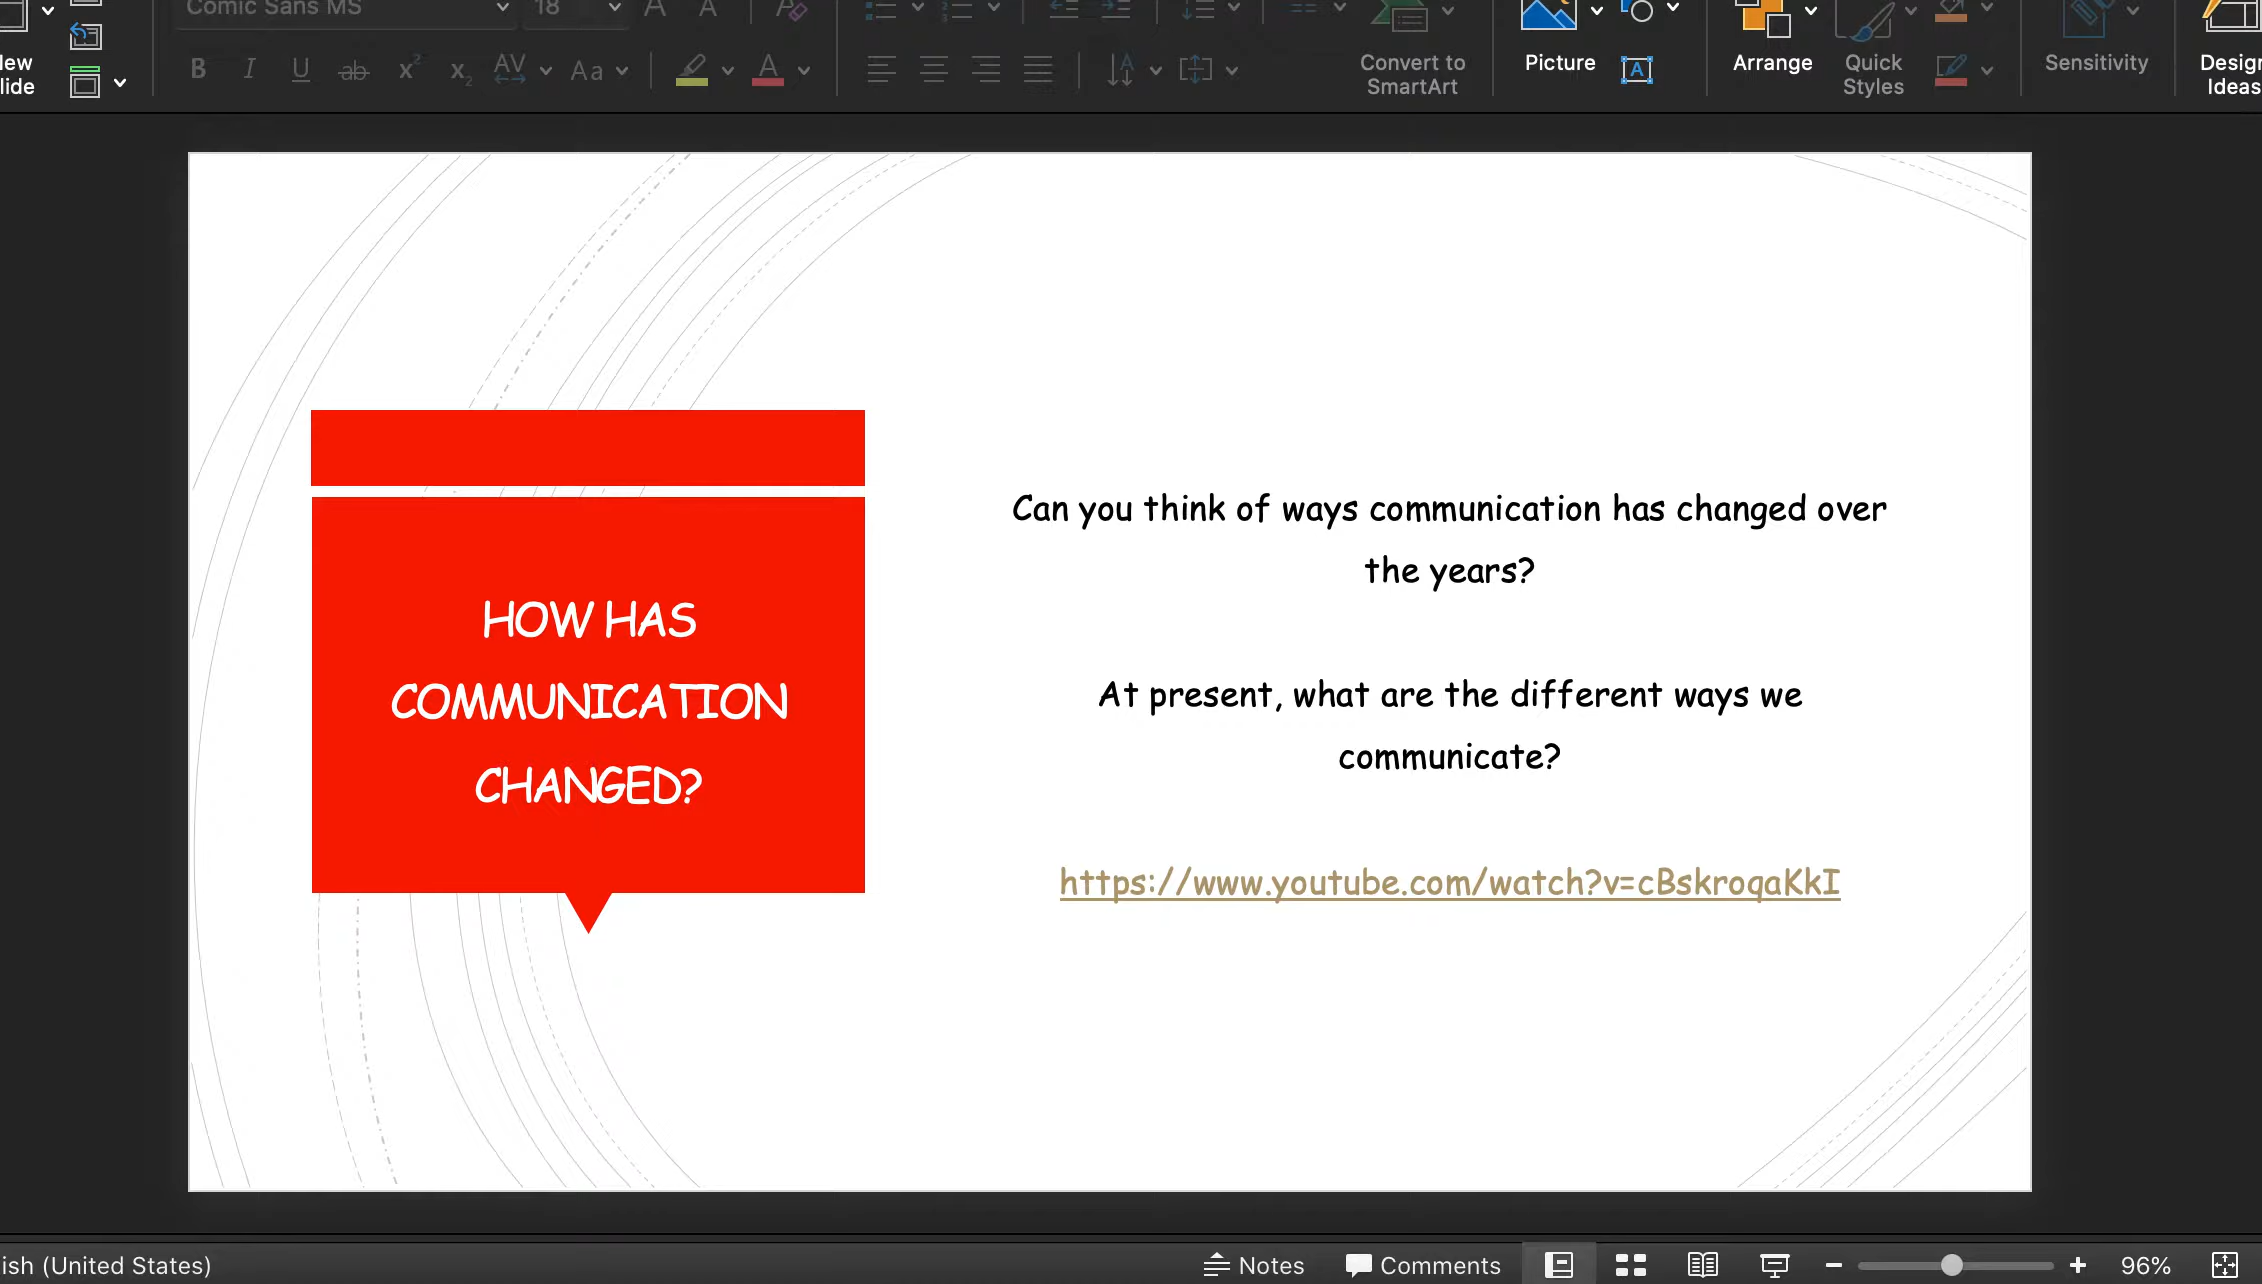 Comic Sans MS
18
ew
lide
Convert to
SmartArt
Picture
Arrange
Quick
Styles
Sensitivity
Design
Ideas
HOW HAS
COMMUNICATION
CHANGED?
Can you think of ways communication has changed over
the years?
At present, what are the different ways we
communicate?
https://www.youtube.com/watch?v=cBskroqaKkI
ish (United States)
Notes
Comments
96%